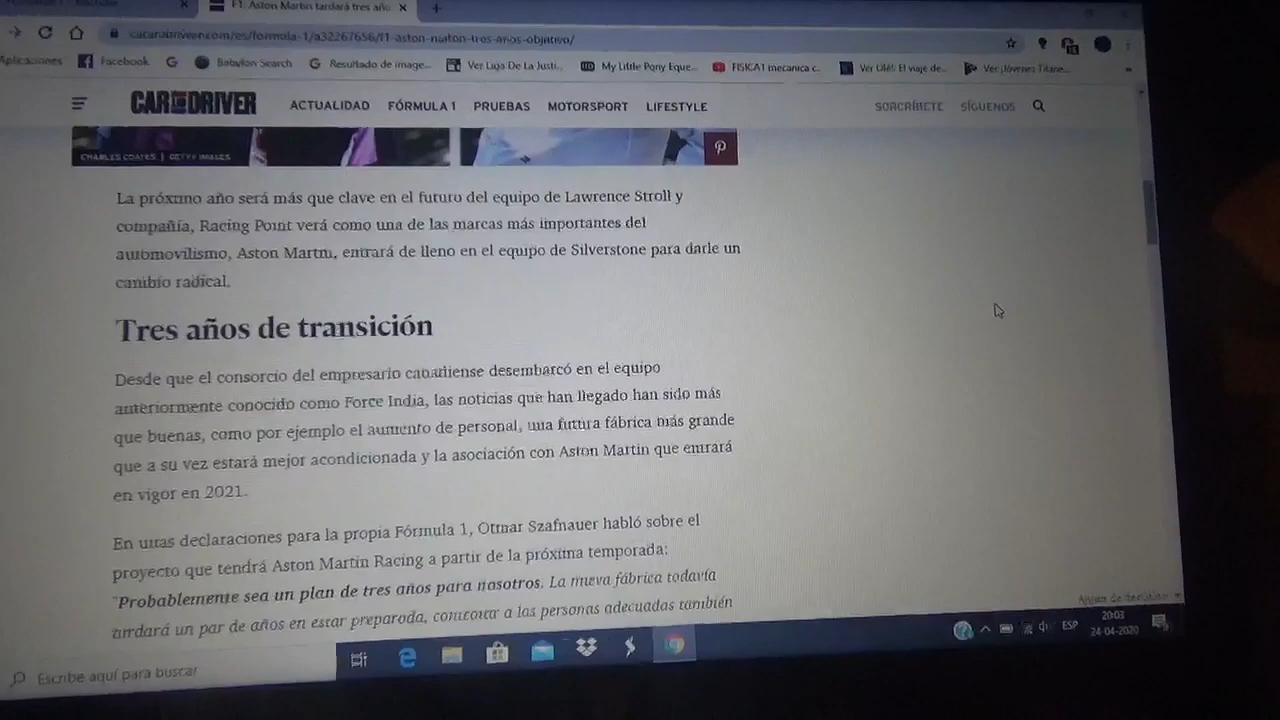 F1: Aston Martin tardará tres año
caranddriver.com/es/formula-1/a32267656/f1-aston-marton-tres-anos-objetivo/
Aplicaciones Facebook Babylon Search Resultado de image... Ver Liga De La Justi... My Little Pony Eque... FISICA1 mecanica c... Ver Olé!: El viaje de... Ver ¡Jóvenes Titane...
CAR AND DRIVER ACTUALIDAD FÓRMULA 1 PRUEBAS MOTORSPORT LIFESTYLE SUSCRÍBETE SÍGUENOS
CHARLES COATES | GETTY IMAGES
La próximo año será más que clave en el futuro del equipo de Lawrence Stroll y
compañía, Racing Point verá como una de las marcas más importantes del
automovilismo, Aston Martin, entrará de lleno en el equipo de Silverstone para darle un
cambio radical.
Tres años de transición
Desde que el consorcio del empresario canadiense desembarcó en el equipo
anteriormente conocido como Force India, las noticias que han llegado han sido más
que buenas, como por ejemplo el aumento de personal, una futura fábrica más grande
que a su vez estará mejor acondicionada y la asociación con Aston Martin que entrará
en vigor en 2021.
En unas declaraciones para la propia Fórmula 1, Otmar Szafnauer habló sobre el
proyecto que tendrá Aston Martin Racing a partir de la próxima temporada:
"Probablemente sea un plan de tres años para nosotros. La nueva fábrica todavía
tardará un par de años en estar preparada, contratar a las personas adecuadas también
ESP
20:03
24-04-2020
Escribe aquí para buscar